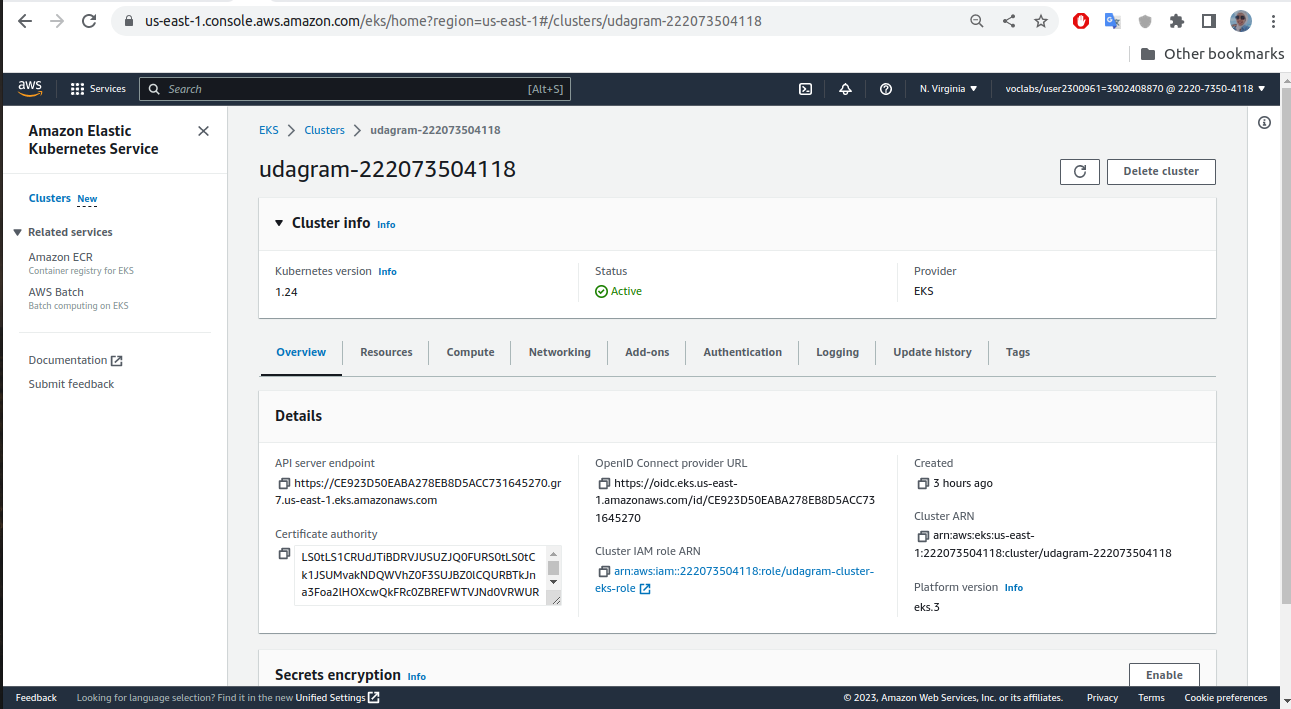 us-east-1.console.aws.amazon.com/eks/home?region=us-east-1#/clusters/udagram-222073504118
Other bookmarks
aws
Services
Search
[Alt+S]
N. Virginia
voclabs/user2300961=3902408870 @ 2220-7350-4118
Amazon Elastic
Kubernetes Service
Clusters New
Related services
Amazon ECR
Container registry for EKS
AWS Batch
Batch computing on EKS
Documentation
Submit feedback
EKS
Clusters
udagram-222073504118
udagram-222073504118
Delete cluster
Cluster info Info
Kubernetes version Info
1.24
Status
Active
Provider
EKS
Overview
Resources
Compute
Networking
Add-ons
Authentication
Logging
Update history
Tags
Details
API server endpoint
https://CE923D50EABA278EB8D5ACC731645270.gr
7.us-east-1.eks.amazonaws.com
Certificate authority
LS0tLS1CRUdJTiBDRVJUSUZJQ0FURS0tLS0tC
k1JSUMvakNDQWVhZ0F3SUJBZ0lCQURBTkJn
a3Foa2lHOXcwQkFRc0ZBREFWTVJNd0VRWUR
OpenID Connect provider URL
https://oidc.eks.us-east-
1.amazonaws.com/id/CE923D50EABA278EB8D5ACC73
1645270
Cluster IAM role ARN
arn:aws:iam::222073504118:role/udagram-cluster-
eks-role
Created
3 hours ago
Cluster ARN
arn:aws:eks:us-east-
1:222073504118:cluster/udagram-222073504118
Platform version Info
eks.3
Secrets encryption Info
Enable
Feedback
Looking for language selection? Find it in the new Unified Settings
© 2023, Amazon Web Services, Inc. or its affiliates.
Privacy
Terms
Cookie preferences